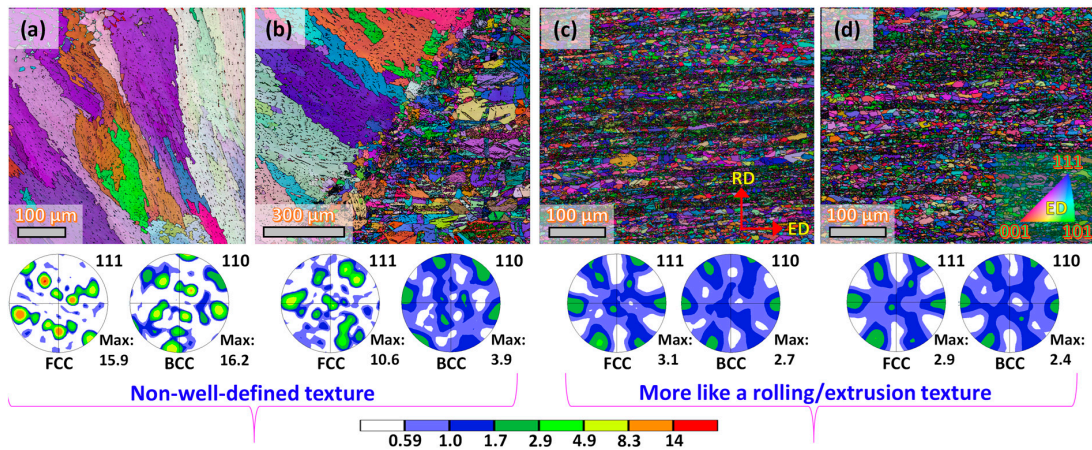 (a)
100 μm
(b)
300 μm
(c)
100 μm
RD
ED
(d)
100 μm
111
ED
001
101
111
110
FCC
BCC
Max:
15.9
Max:
16.2
111
110
FCC
BCC
Max:
10.6
Max:
3.9
111
110
FCC
BCC
Max:
3.1
Max:
2.7
111
110
FCC
BCC
Max:
2.9
Max:
2.4
Non-well-defined texture
More like a rolling/extrusion texture
0.59 1.0 1.7 2.9 4.9 8.3 14